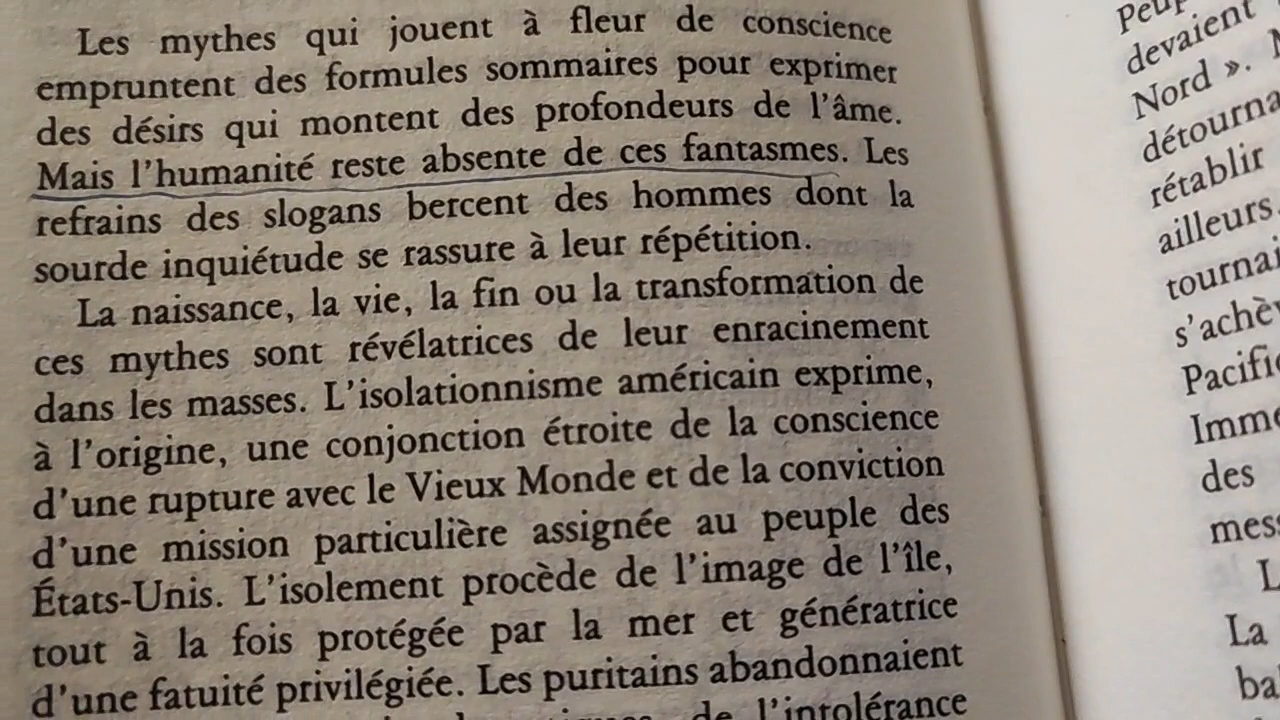 Les mythes qui jouent à fleur de conscience
empruntent des formules sommaires pour exprimer
des désirs qui montent des profondeurs de l'âme.
Mais l'humanité reste absente de ces fantasmes. Les
refrains des slogans bercent des hommes dont la
sourde inquiétude se rassure à leur répétition.
La naissance, la vie, la fin ou la transformation de
ces mythes sont révélatrices de leur enracinement
dans les masses. L'isolationnisme américain exprime,
à l'origine, une conjonction étroite de la conscience
d'une rupture avec le Vieux Monde et de la conviction
d'une mission particulière assignée au peuple des
États-Unis. L'isolement procède de l'image de l'île,
tout à la fois protégée par la mer et génératrice
d'une fatuité privilégiée. Les puritains abandonnaient
de l'intolérance
devaient
Nord ».
rétablir
ailleurs.
des
La